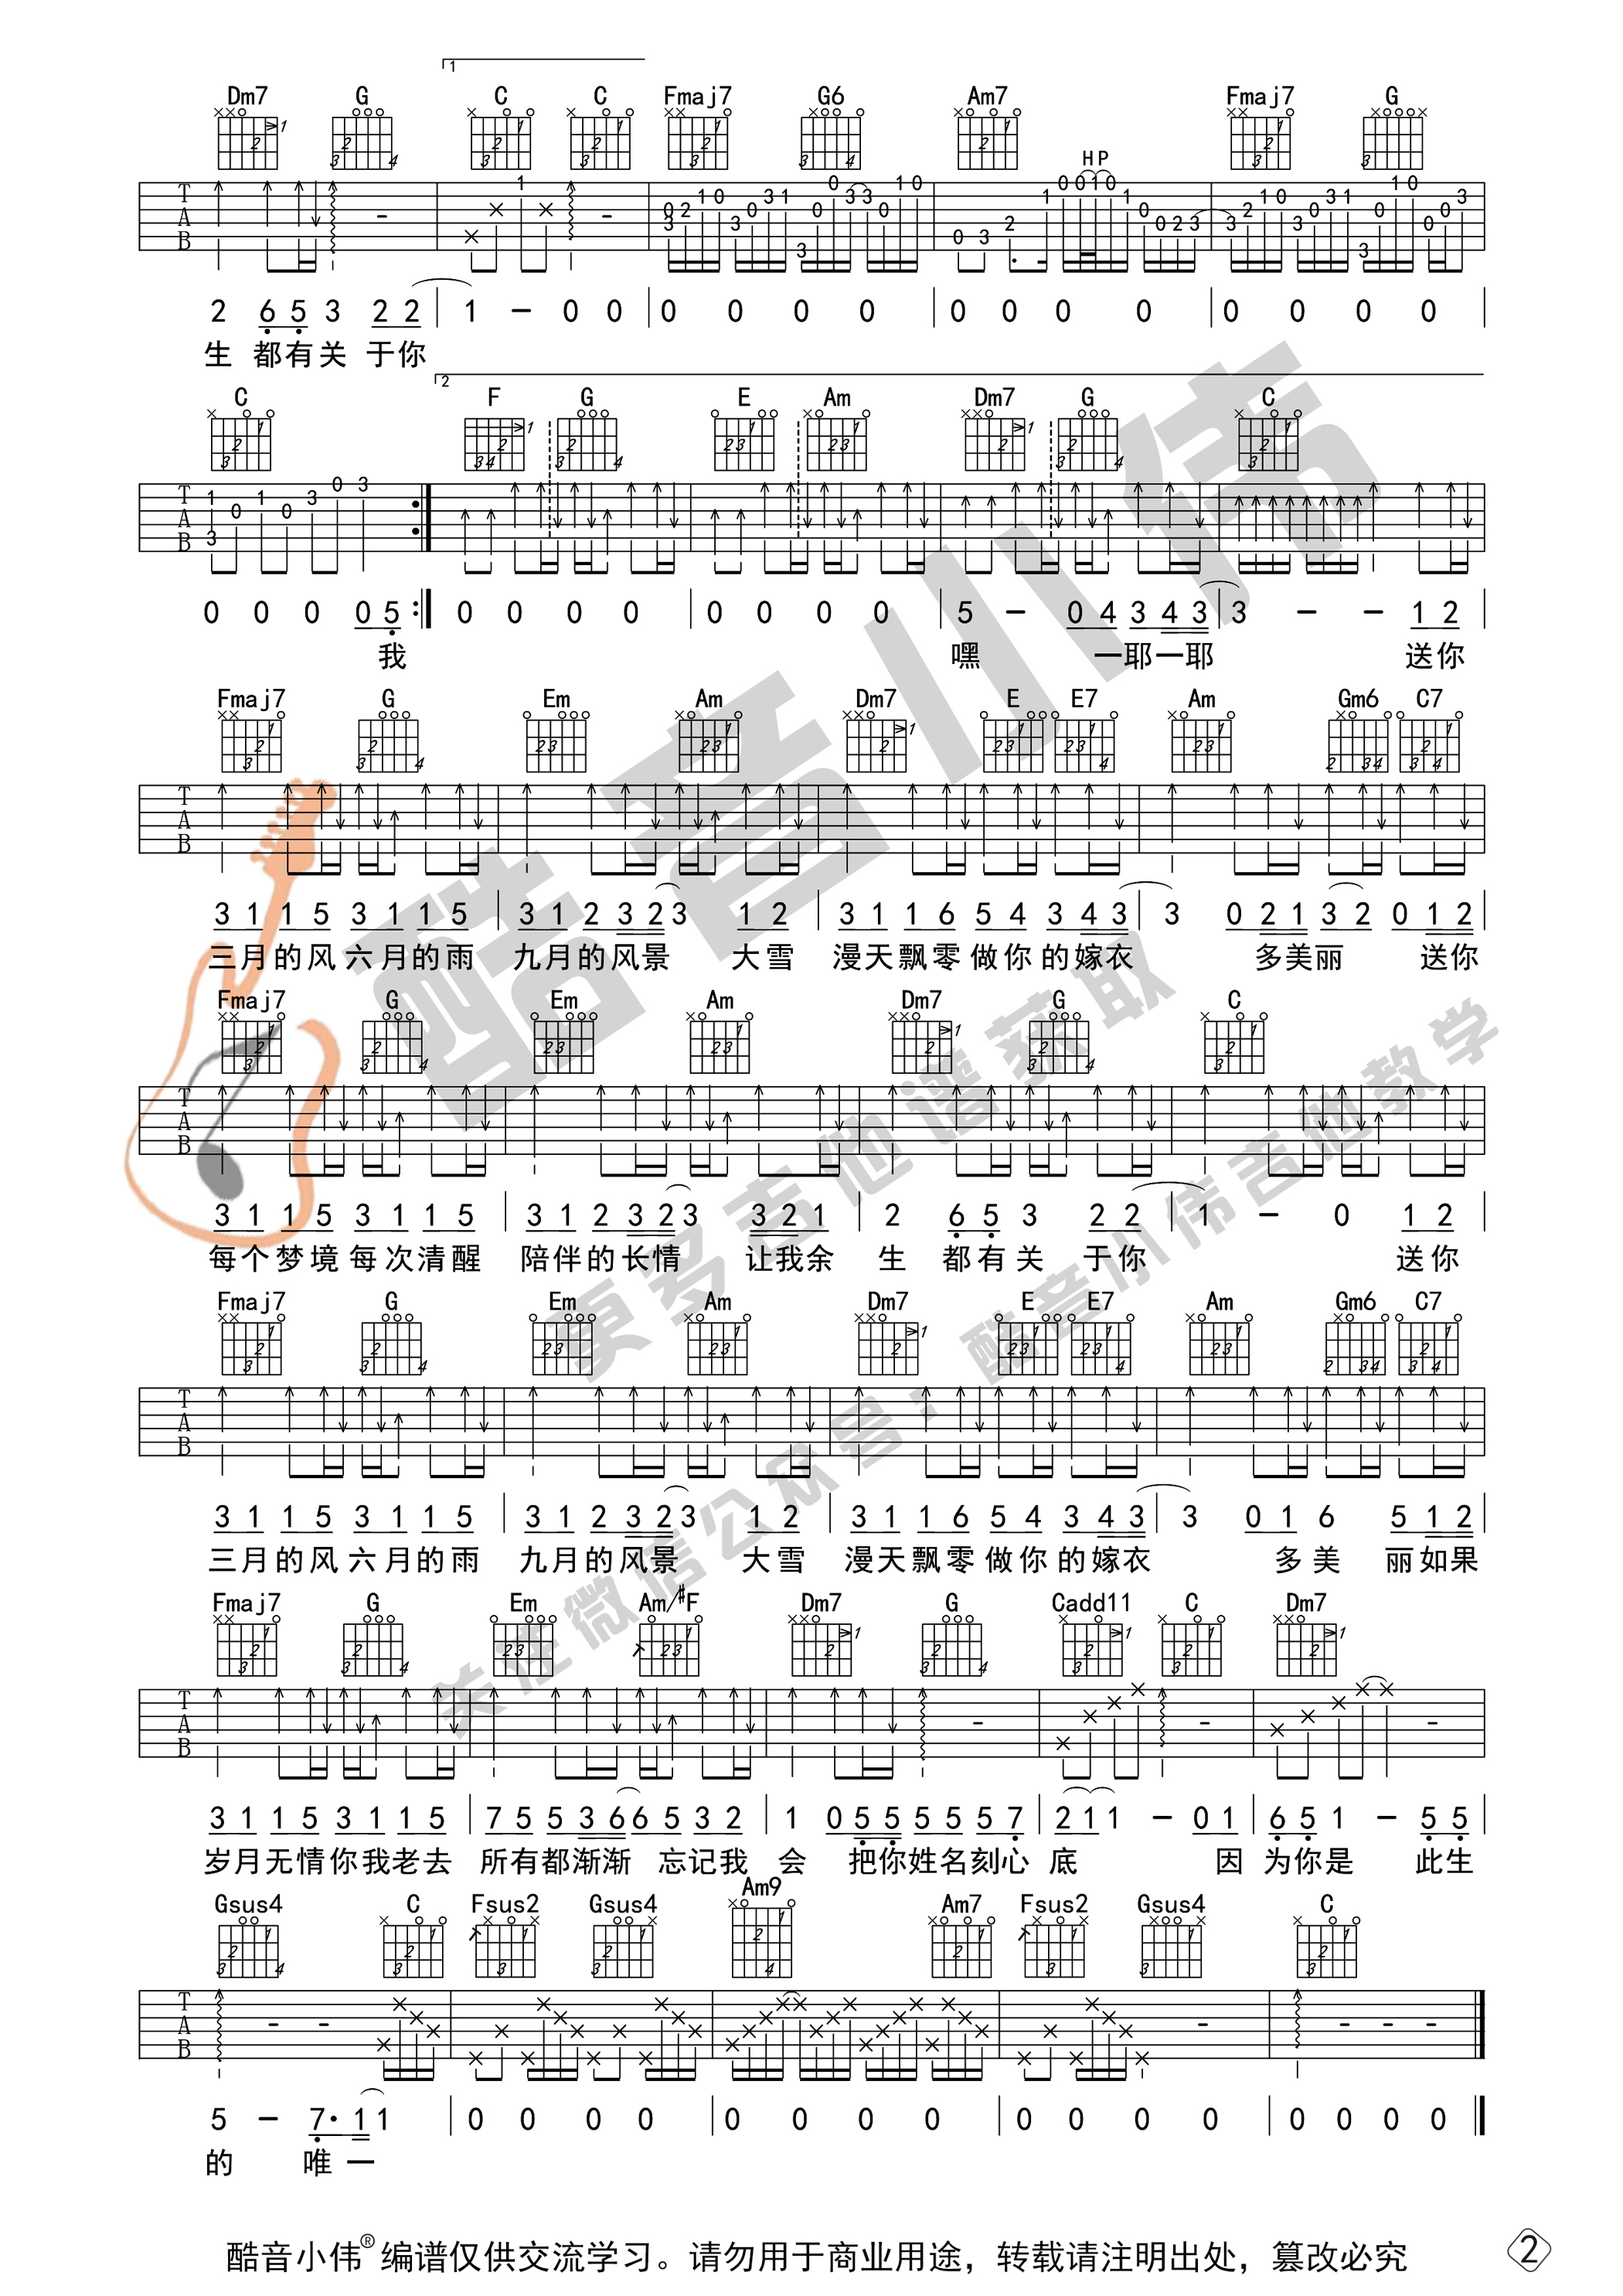 1
Dm7 G C C Fmaj7 G6 Am7 Fmaj7 G
H P
2 6 5 3 2 2 | 1 – 0 0 | 0 0 0 0 | 0 0 0 0 | 0 0 0 0
生 都有关 于你
2
C F G E Am Dm7 G C
0 0 0 0 5 :| 0 0 0 0 | 0 0 0 0 | 5 – 0 4 3 4 3 | 3 – – 1 2
我 嘿 一耶一耶 送你
Fmaj7 G Em Am Dm7 E E7 Am Gm6 C7
3 1 1 5 3 1 1 5 | 3 1 2 3 2 3 1 2 | 3 1 1 6 5 4 3 4 3 | 3 0 2 1 3 2 0 1 2
三月的风 六月的雨 九月的风景 大雪 漫天飘零 做你的嫁衣 多美丽 送你
Fmaj7 G Em Am Dm7 G C
3 1 1 5 3 1 1 5 | 3 1 2 3 2 3 3 2 1 | 2 6 5 3 2 2 | 1 – 0 1 2
每个梦境 每次清醒 陪伴的长情 让我余 生 都有关 于你 送你
Fmaj7 G Em Am Dm7 E E7 Am Gm6 C7
3 1 1 5 3 1 1 5 | 3 1 2 3 2 3 1 2 | 3 1 1 6 5 4 3 4 3 | 3 0 1 6 5 1 2
三月的风 六月的雨 九月的风景 大雪 漫天飘零 做你的嫁衣 多美 丽如果
Fmaj7 G Em Am/#F Dm7 G Cadd11 C Dm7
3 1 1 5 3 1 1 5 | 7 5 5 3 6 6 5 3 2 | 1 0 5 5 5 5 5 7 | 2 1 1 – 0 1 | 6 5 1 – 5 5
岁月无情你我老去 所有都渐渐 忘记我 会 把你姓名刻心 底 因 为你是 此生
Gsus4 C Fsus2 Gsus4 Am9 Am7 Fsus2 Gsus4 C
5 – 7· 1 1 | 0 0 0 0 | 0 0 0 0 | 0 0 0 0 | 0 0 0 0
的 唯一
酷音小伟
更多吉他谱获取
关注微信公众号：酷音小伟吉他教学
酷音小伟® 编谱仅供交流学习。请勿用于商业用途，转载请注明出处，篡改必究
2